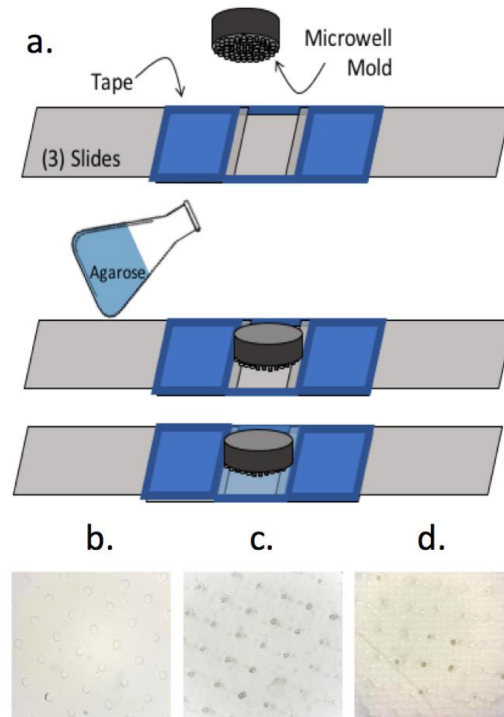 a.
Microwell
Mold
Tape
(3) Slides
Agarose
b.
c.
d.